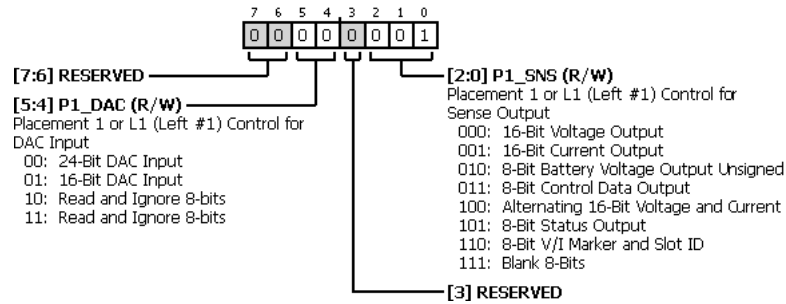 7 6 5 4 3 2 1 0
0 0 0 0 0 0 0 1
[7:6] RESERVED
[5:4] P1_DAC (R/W)
Placement 1 or L1 (Left #1) Control for
DAC Input
00: 24-Bit DAC Input
01: 16-Bit DAC Input
10: Read and Ignore 8-bits
11: Read and Ignore 8-bits
[2:0] P1_SNS (R/W)
Placement 1 or L1 (Left #1) Control for
Sense Output
000: 16-Bit Voltage Output
001: 16-Bit Current Output
010: 8-Bit Battery Voltage Output Unsigned
011: 8-Bit Control Data Output
100: Alternating 16-Bit Voltage and Current
101: 8-Bit Status Output
110: 8-Bit V/I Marker and Slot ID
111: Blank 8-Bits
[3] RESERVED